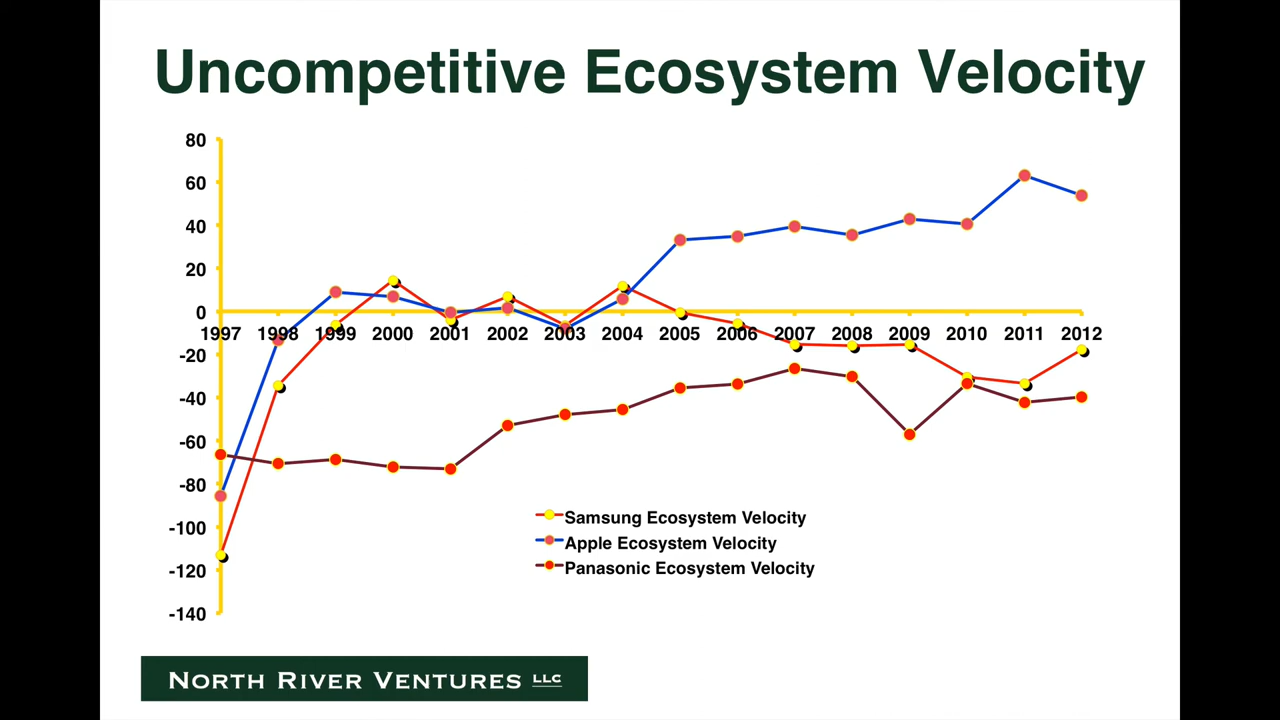 Uncompetitive Ecosystem Velocity
80
60
40
20
0
1997 1998 1999 2000 2001 2002 2003 2004 2005 2006 2007 2008 2009 2010 2011 2012
-20
-40
-60
-80
-100
-120
-140
Samsung Ecosystem Velocity
Apple Ecosystem Velocity
Panasonic Ecosystem Velocity
NORTH RIVER VENTURES LLC